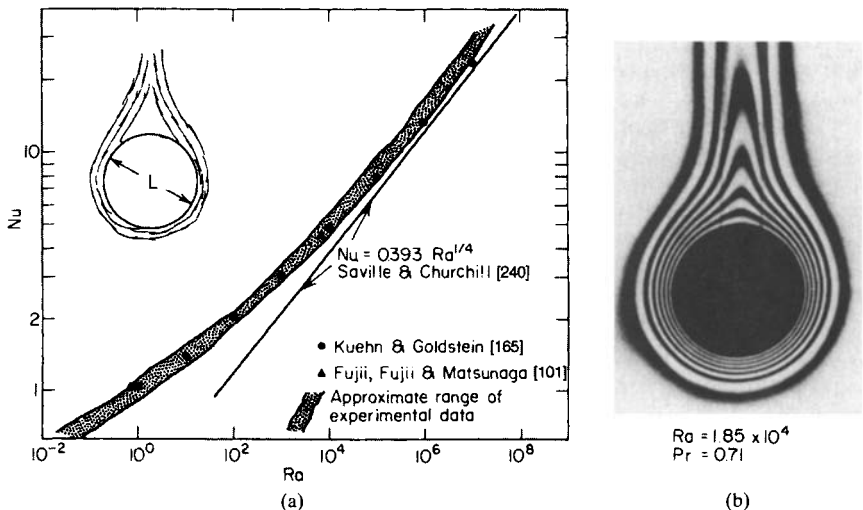 Nu
10
2
1
L
Nu = 0393 Ra^1/4
Saville & Churchill [240]
● Kuehn & Goldstein [165]
▲ Fujii, Fujii & Matsunaga [101]
Approximate range of
experimental data
10^-2 10^0 10^2 10^4 10^6 10^8
Ra
(a)
Ra = 1.85 x 10^4
Pr = 0.71
(b)